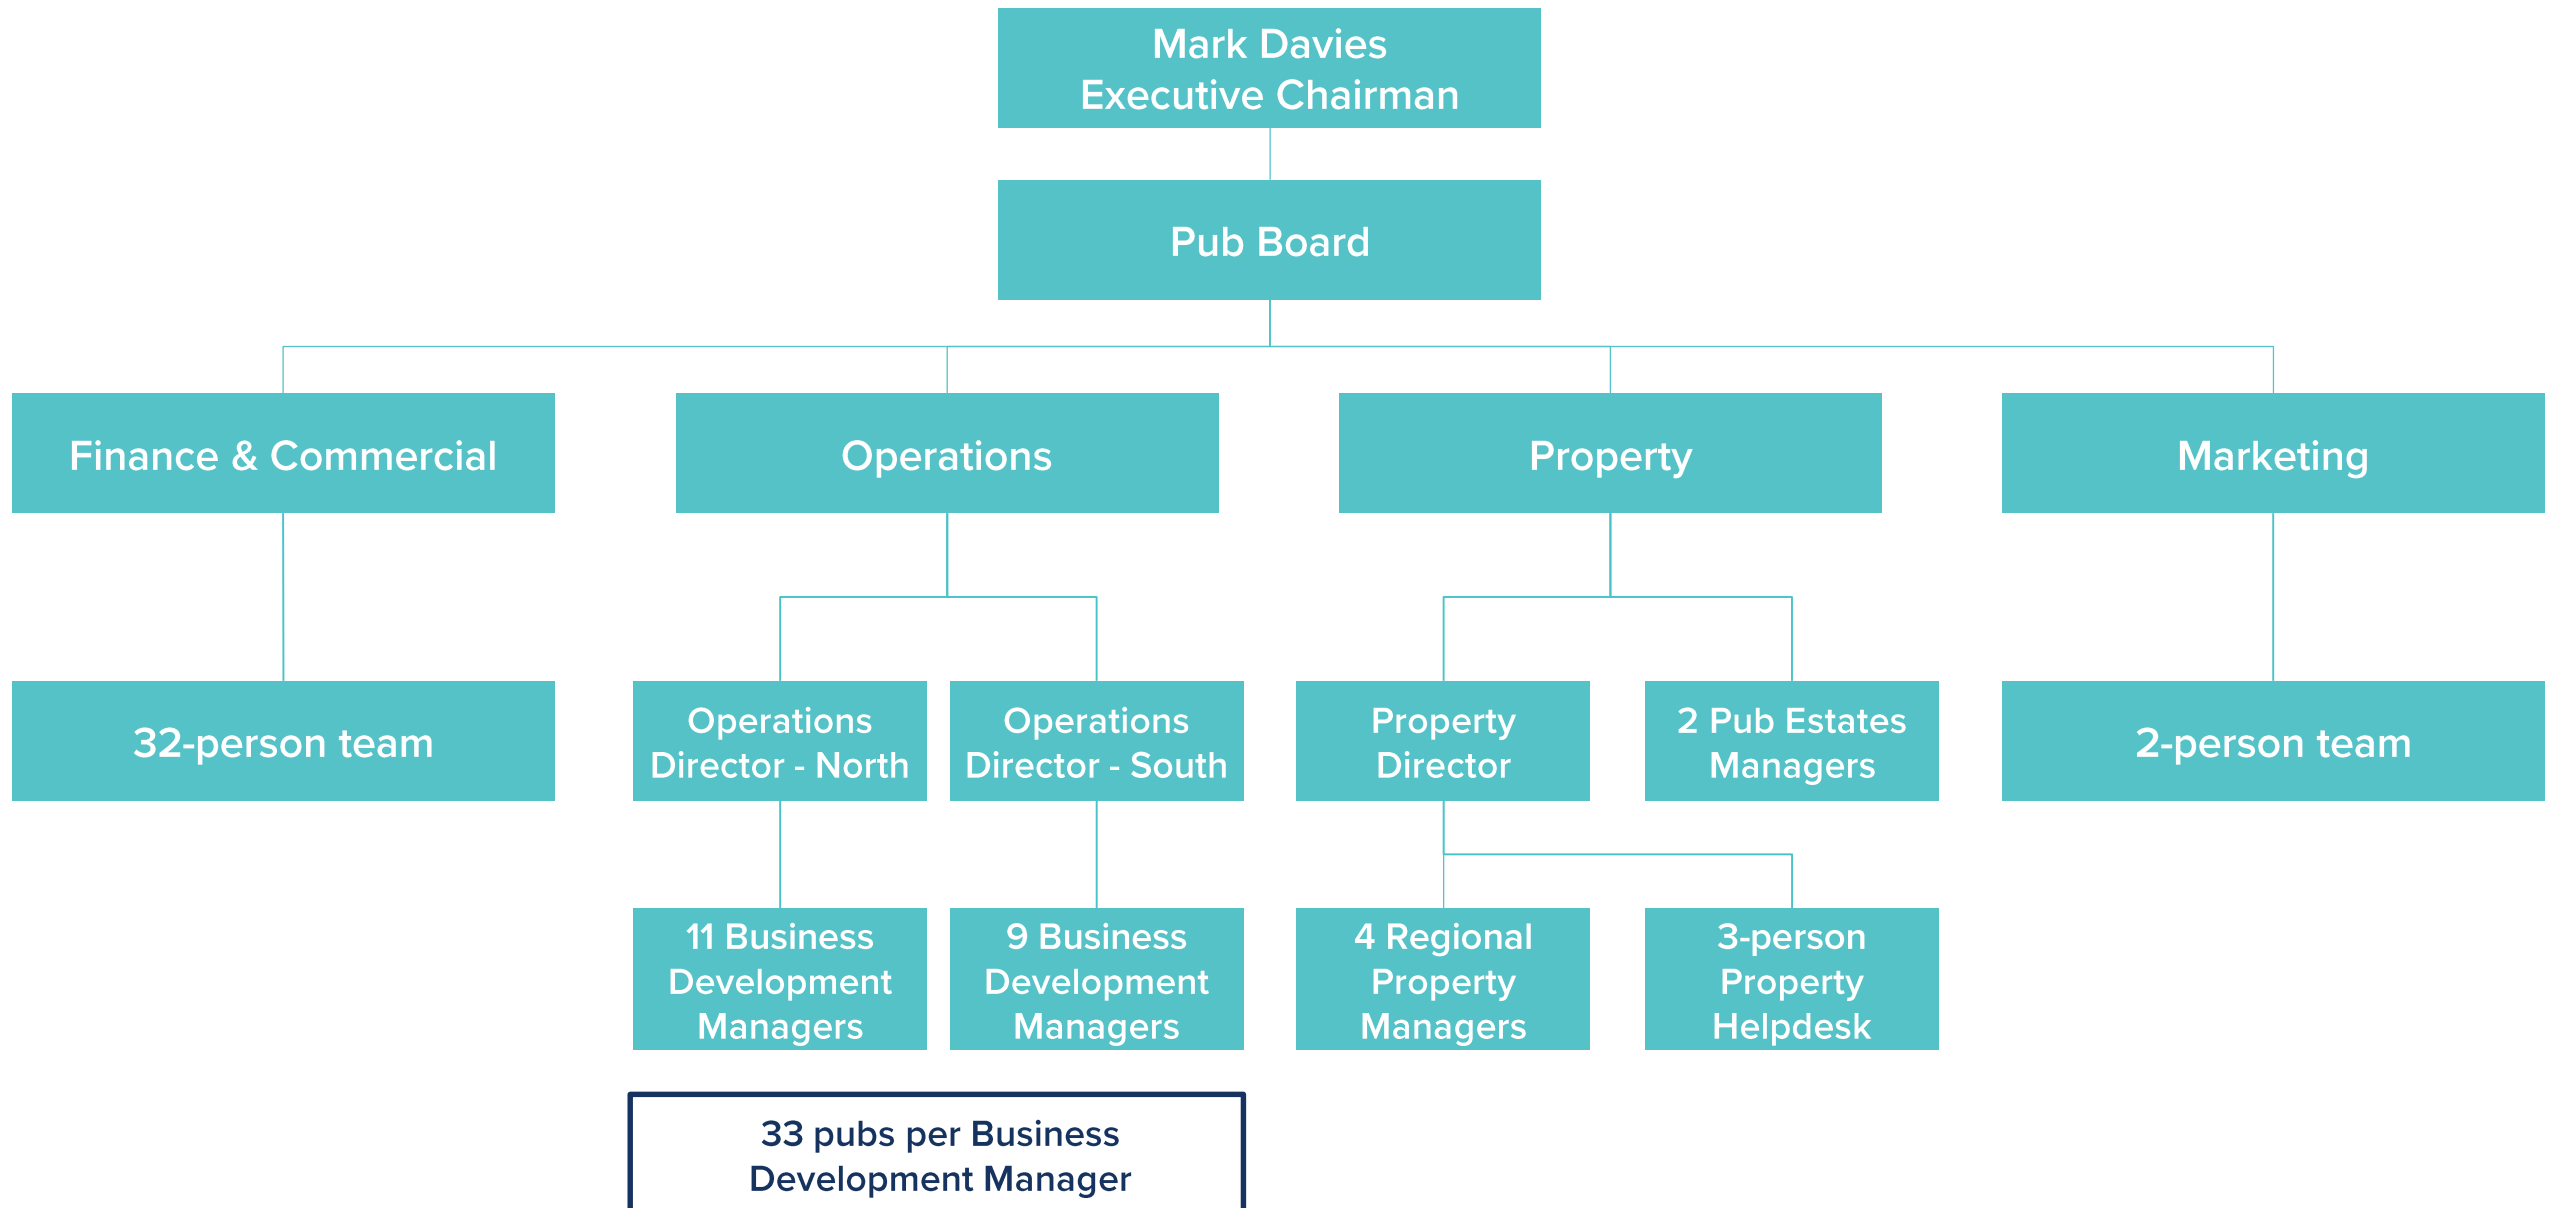 Mark Davies
Executive Chairman
Pub Board
Finance & Commercial
Operations
Property
Marketing
32-person team
Operations
Director - North
Operations
Director - South
Property
Director
2 Pub Estates
Managers
2-person team
11 Business
Development
Managers
9 Business
Development
Managers
4 Regional
Property
Managers
3-person
Property
Helpdesk
33 pubs per Business
Development Manager